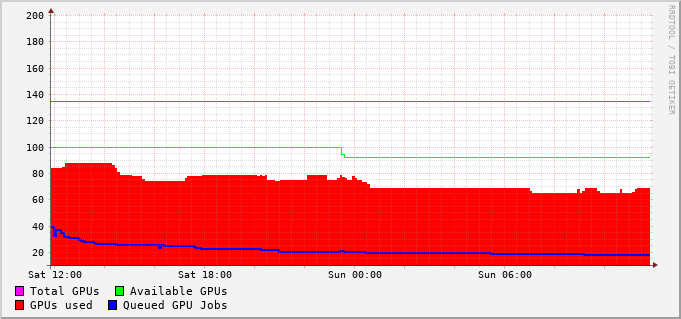 200
180
160
140
120
100
80
60
40
20
Sat 12:00 Sat 18:00 Sun 00:00 Sun 06:00
Total GPUs Available GPUs
GPUs used Queued GPU Jobs
RRDTOOL / TOBI OETIKER